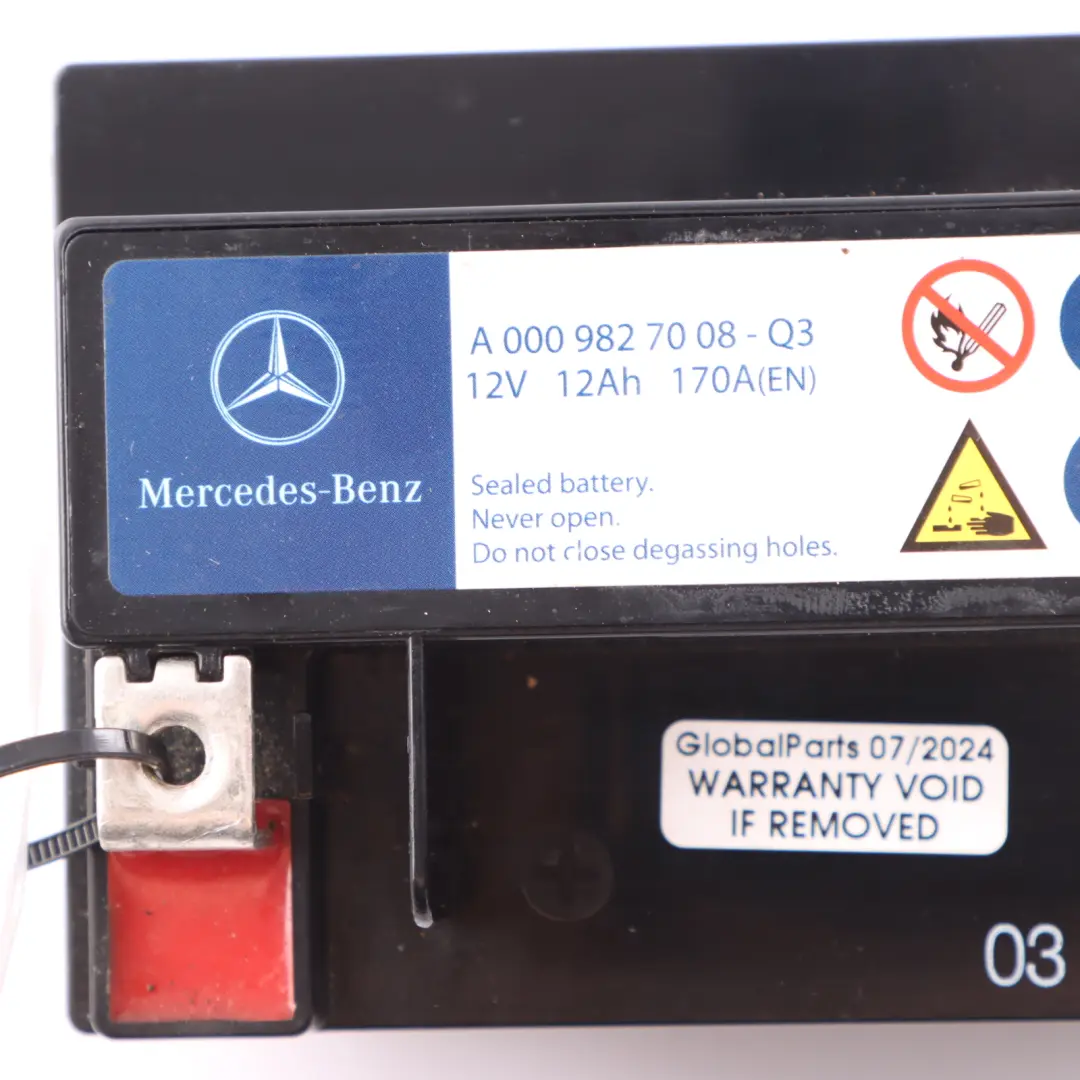 Mercedes-Benz
A 000 982 70 08 - Q3
12V 12Ah 170A(EN)
Sealed battery.
Never open.
Do not close degassing holes.
GlobalParts 07/2024
WARRANTY VOID
IF REMOVED
03